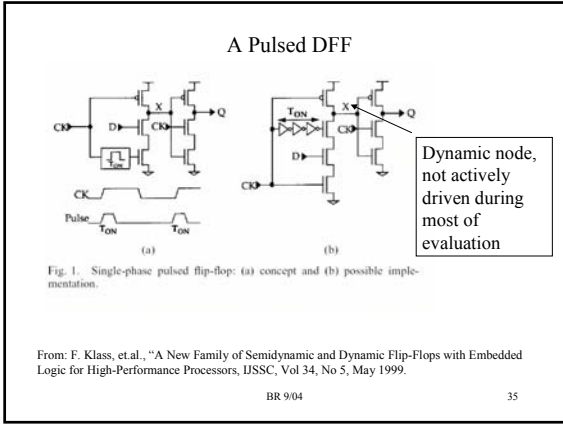 A Pulsed DFF
X
Q
CK
D
CK
T_ON
CK
Pulse
T_ON
T_ON
(a)
T_ON
X
Q
CK
D
CK
(b)
Dynamic node,
not actively
driven during
most of
evaluation
Fig. 1. Single-phase pulsed flip-flop: (a) concept and (b) possible imple-
mentation.
From: F. Klass, et.al., “A New Family of Semidynamic and Dynamic Flip-Flops with Embedded
Logic for High-Performance Processors, IJSSC, Vol 34, No 5, May 1999.
BR 9/04
35